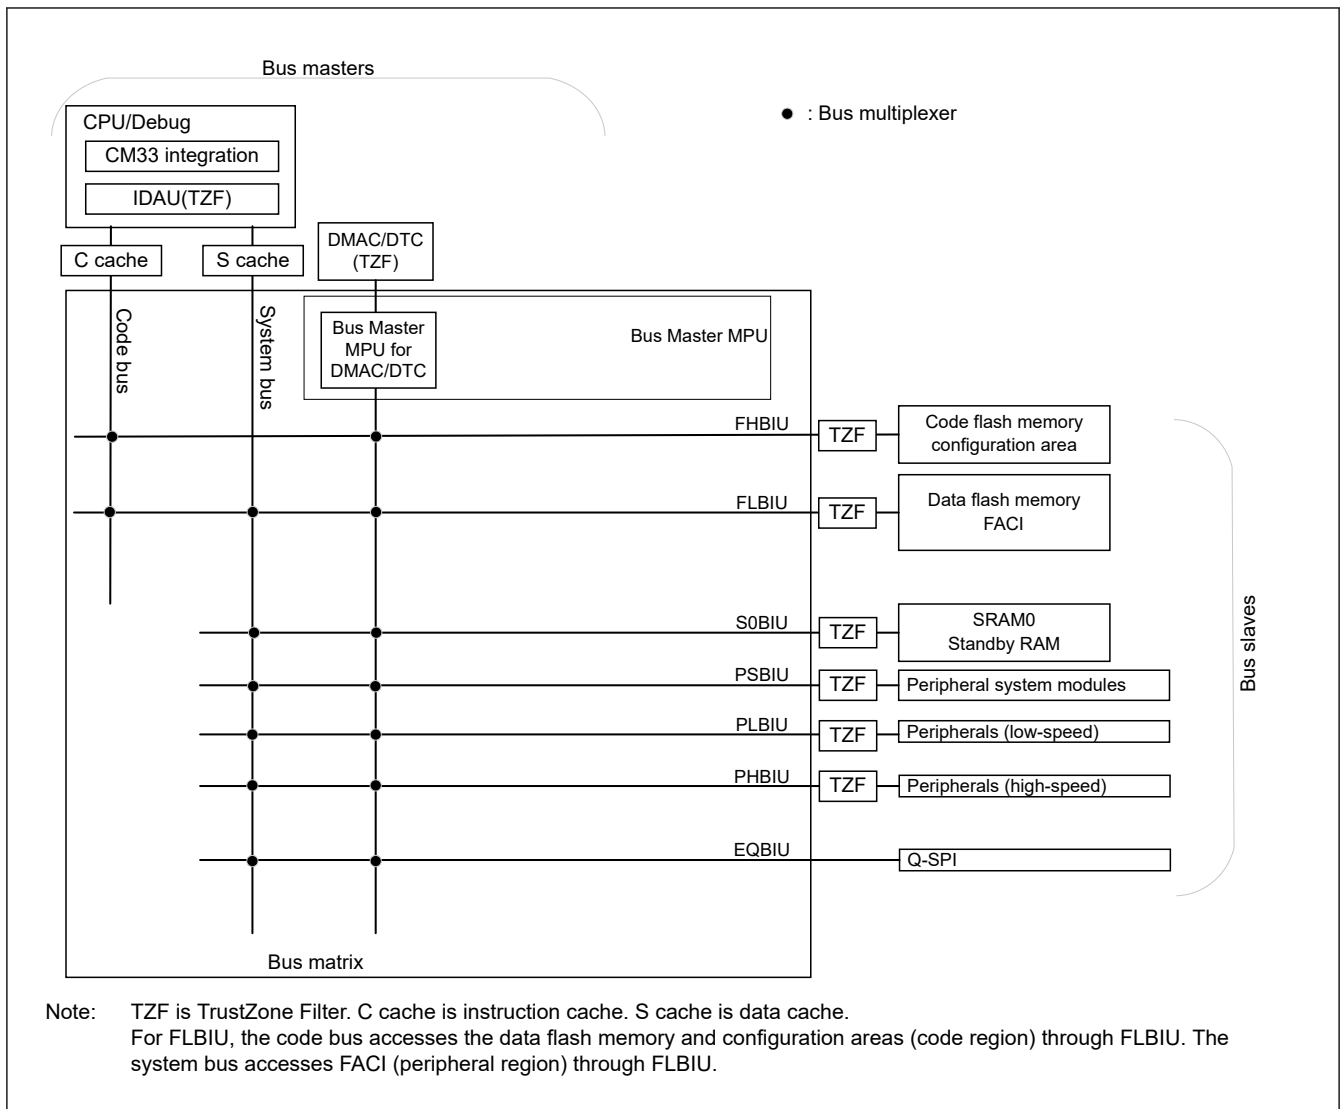 Bus masters
: Bus multiplexer
CPU/Debug
CM33 integration
IDAU(TZF)
C cache
S cache
DMAC/DTC
(TZF)
Code bus
System bus
Bus Master
MPU for
DMAC/DTC
Bus Master MPU
FHBIU
TZF
Code flash memory
configuration area
FLBIU
TZF
Data flash memory
FACI
S0BIU
TZF
SRAM0
Standby RAM
PSBIU
TZF
Peripheral system modules
PLBIU
TZF
Peripherals (low-speed)
PHBIU
TZF
Peripherals (high-speed)
EQBIU
Q-SPI
Bus slaves
Bus matrix
Note: TZF is TrustZone Filter. C cache is instruction cache. S cache is data cache.
For FLBIU, the code bus accesses the data flash memory and configuration areas (code region) through FLBIU. The
system bus accesses FACI (peripheral region) through FLBIU.